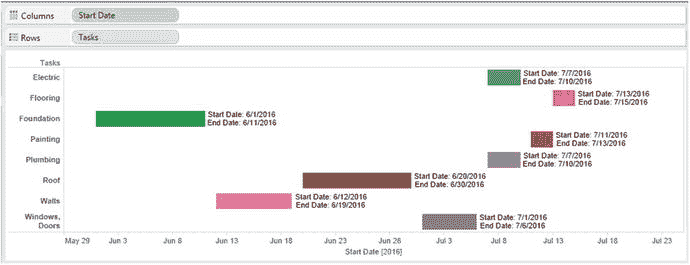 Columns
Start Date
Rows
Tasks
Tasks
Electric
Start Date: 7/7/2016
End Date: 7/10/2016
Flooring
Start Date: 7/13/2016
End Date: 7/15/2016
Foundation
Start Date: 6/1/2016
End Date: 6/11/2016
Painting
Start Date: 7/11/2016
End Date: 7/13/2016
Plumbing
Start Date: 7/7/2016
End Date: 7/10/2016
Roof
Start Date: 6/20/2016
End Date: 6/30/2016
Walls
Start Date: 6/12/2016
End Date: 6/19/2016
Windows,
Doors
Start Date: 7/1/2016
End Date: 7/6/2016
May 29 Jun 3 Jun 8 Jun 13 Jun 18 Jun 23 Jun 28 Jul 3 Jul 8 Jul 13 Jul 18 Jul 23
Start Date [2016]